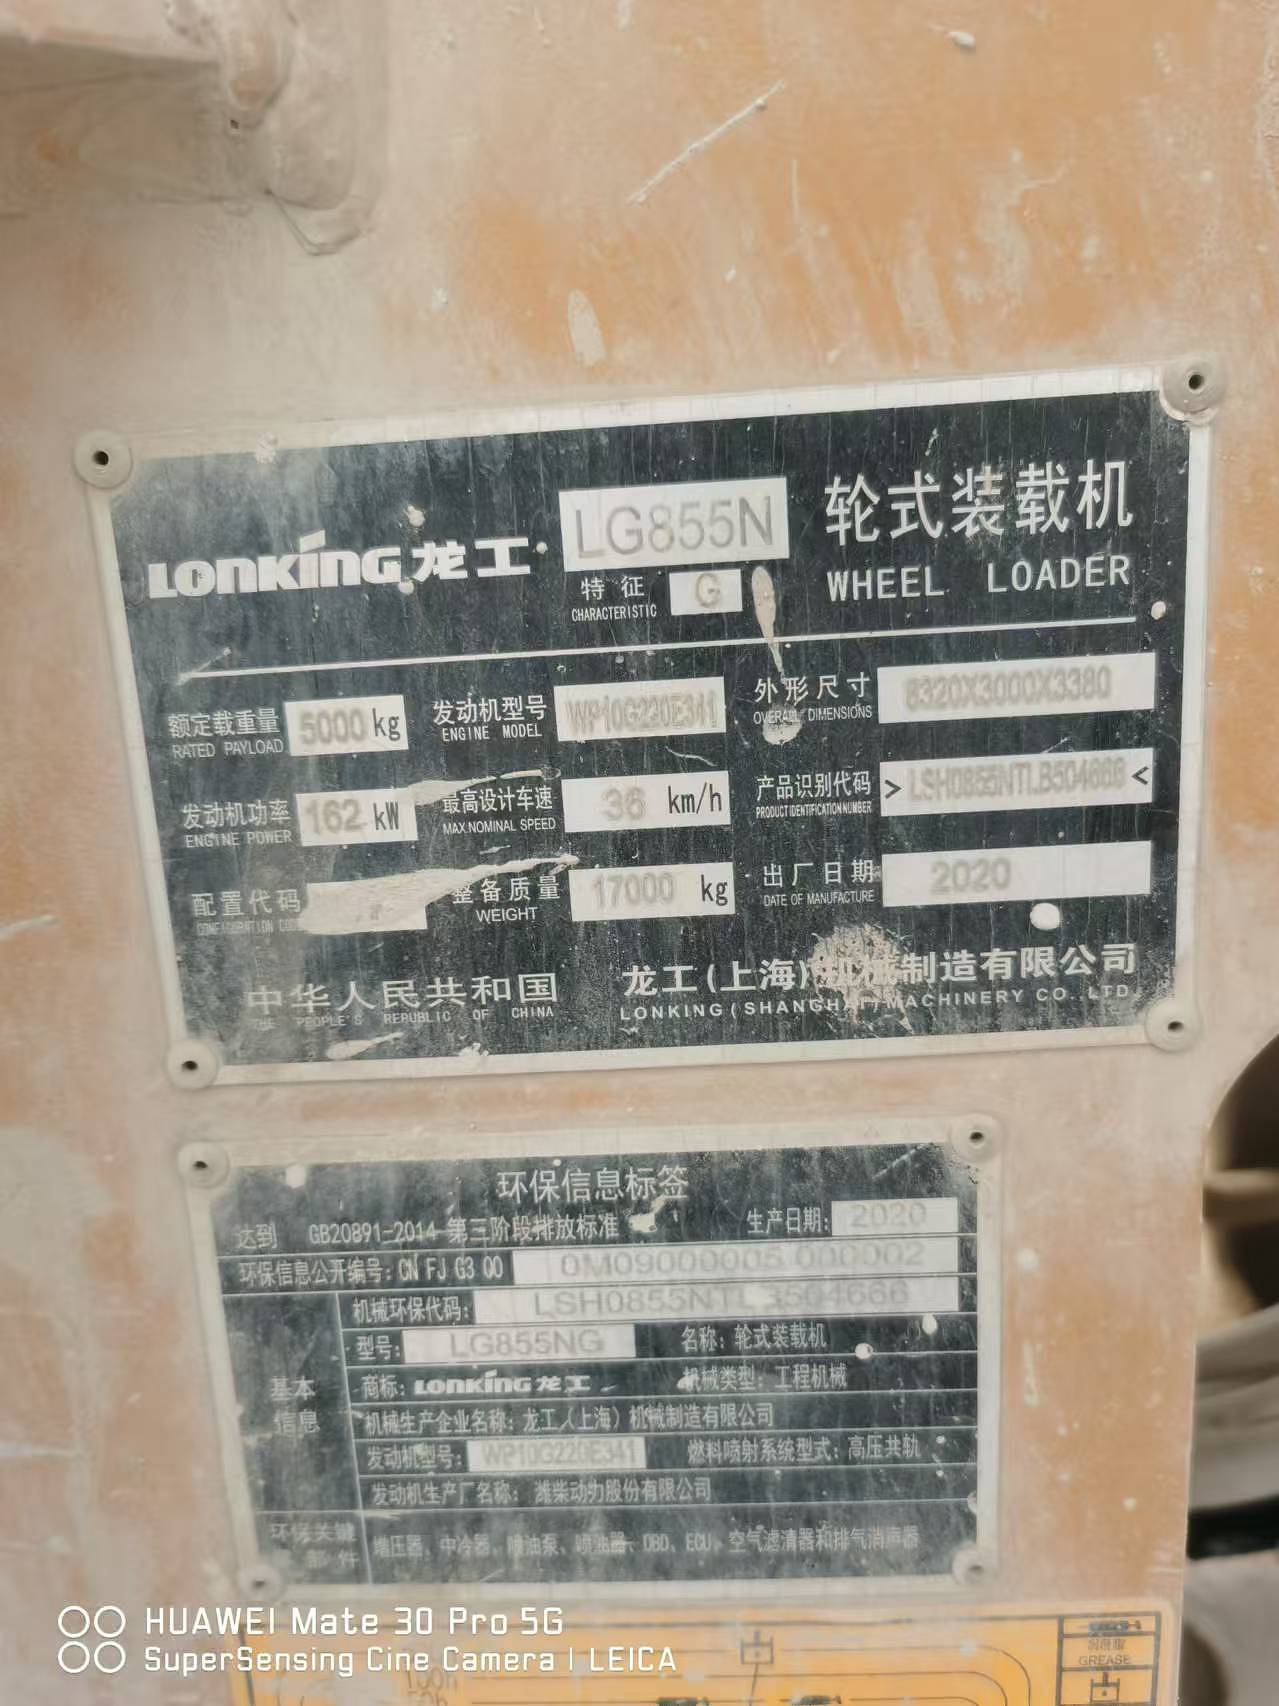 LONKING龙工 LG855N 轮式装载机
特征 G WHEEL LOADER
CHARACTERISTIC
额定载重量 5000 kg 发动机型号 WP10G220E341 外形尺寸 8320X3000X3380
RATED PAYLOAD ENGINE MODEL OVERALL DIMENSIONS
发动机功率 162 kW 最高设计车速 36 km/h 产品识别代码 > LSH0855NTLB504666 <
ENGINE POWER MAX.NOMINAL SPEED PRODUCT IDENTIFICATION NUMBER
配置代码 整备质量 17000 kg 出厂日期 2020
CONFIGURATION CODE WEIGHT DATE OF MANUFACTURE
中华人民共和国 龙工(上海)机械制造有限公司
THE PEOPLE'S REPUBLIC OF CHINA LONKING(SHANGHAI)MACHINERY CO.,LTD.
环保信息标签
达到 GB20891-2014 第三阶段排放标准 生产日期: 2020
环保信息公开编号: CN FJ G3 00 0M09000005 000002
机械环保代码: LSH0855NTLB504666
型号: LG855NG 名称: 轮式装载机
基本信息 商标: LONKING龙工 机械类型: 工程机械
机械生产企业名称: 龙工(上海)机械制造有限公司
发动机型号: WP10G220E341 燃料喷射系统型式: 高压共轨
发动机生产厂名称: 潍柴动力股份有限公司
环保关键部件 增压器、中冷器、喷油泵、喷油器、OBD、ECU、空气滤清器和排气消声器
HUAWEI Mate 30 Pro 5G
SuperSensing Cine Camera | LEICA
润滑脂
GREASE
50h